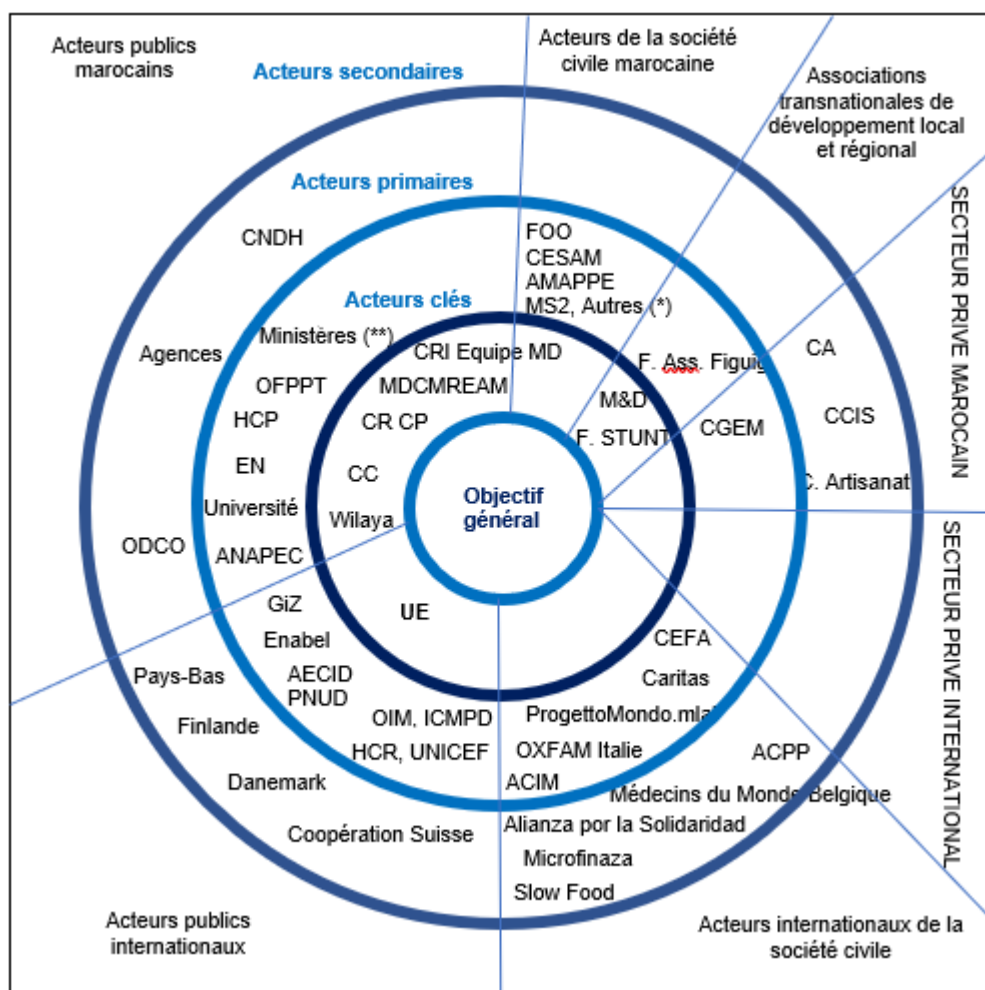 Acteurs publics
marocains
Acteurs secondaires
Acteurs de la société
civile marocaine
Associations
transnationales de
développement local
et régional
Acteurs primaires
SECTEUR PRIVE MAROCAIN
CNDH
FOO
CESAM
AMAPPE
MS2, Autres (*)
Acteurs clés
Ministères (**)
Agences
CRI Equipe MD
F. Ass. Figuig
CA
OFPPT
MDCMREAM
M&D
HCP
CR CP
F. STUNT
CGEM
CCIS
EN
CC
C. Artisanat
Objectif
général
Université
Wilaya
ODCO
ANAPEC
SECTEUR PRIVE INTERNATIONAL
GiZ
UE
Enabel
CEFA
Pays-Bas
AECID
PNUD
Caritas
Finlande
OIM, ICMPD
ProgettoMondo.mla
HCR, UNICEF
OXFAM Italie
ACPP
Danemark
ACIM
Médecins du Monde Belgique
Coopération Suisse
Alianza por la Solidaridad
Microfinaza
Slow Food
Acteurs publics
internationaux
Acteurs internationaux de la
société civile